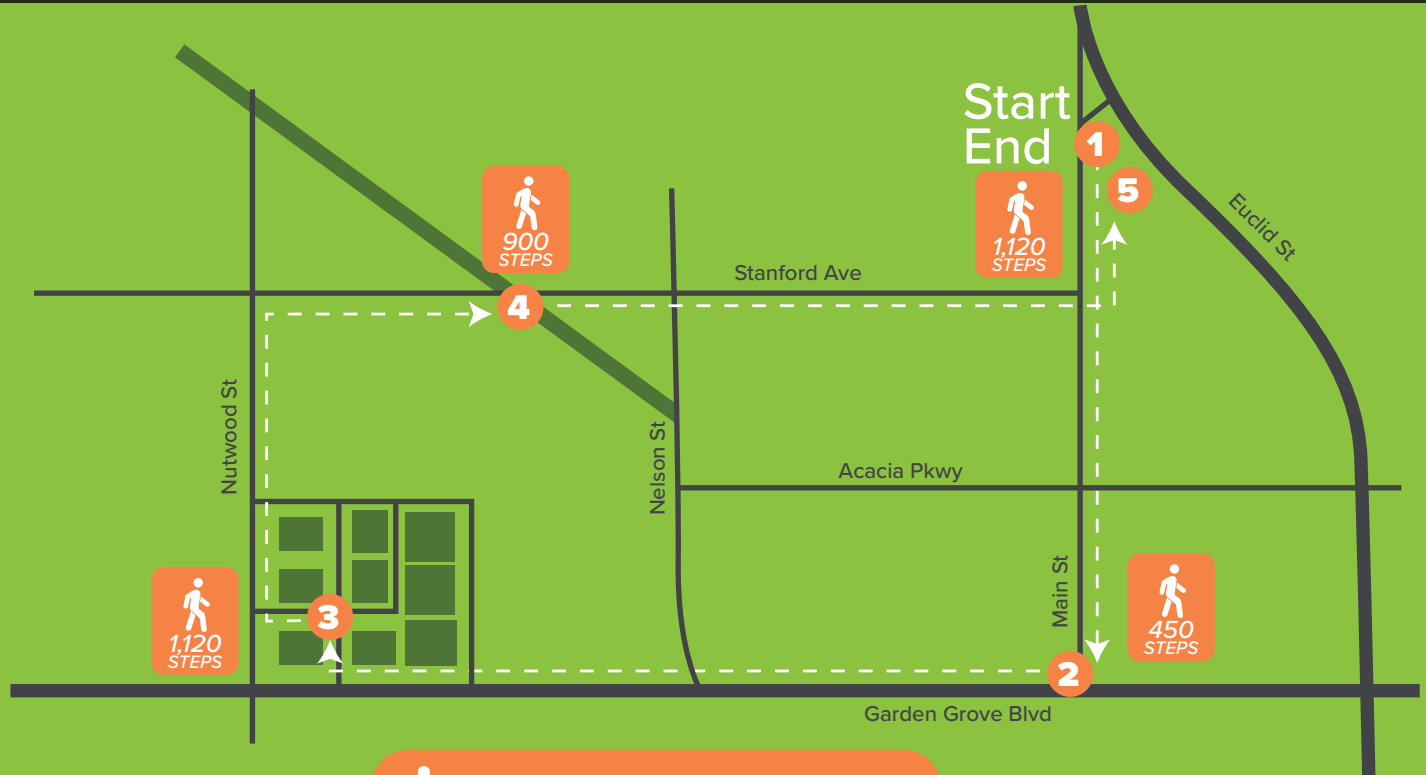 Start
End
1
5
1,120
STEPS
Euclid St
900
STEPS
4
Stanford Ave
Nutwood St
Nelson St
Acacia Pkwy
Main St
3
1,120
STEPS
2
450
STEPS
Garden Grove Blvd